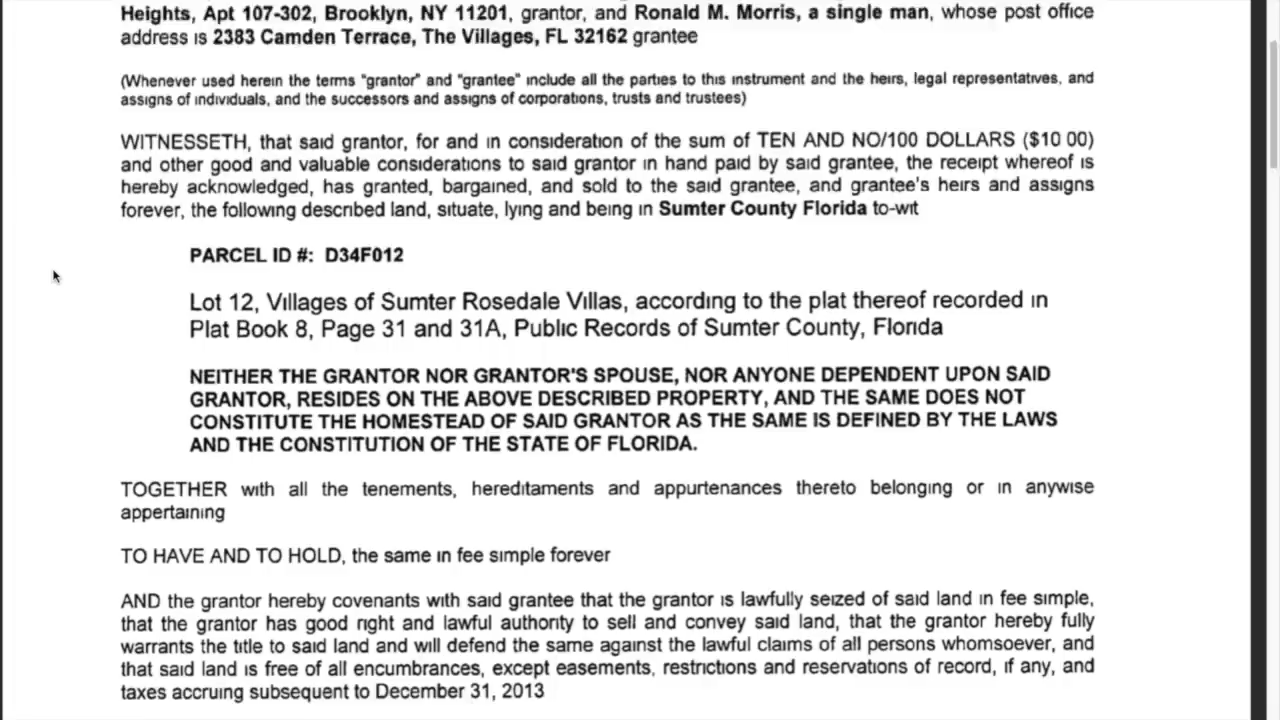 Heights, Apt 107-302, Brooklyn, NY 11201, grantor, and Ronald M. Morris, a single man, whose post office
address is 2383 Camden Terrace, The Villages, FL 32162 grantee
(Whenever used herein the terms "grantor" and "grantee" include all the parties to this instrument and the heirs, legal representatives, and
assigns of individuals, and the successors and assigns of corporations, trusts and trustees)
WITNESSETH, that said grantor, for and in consideration of the sum of TEN AND NO/100 DOLLARS ($10 00)
and other good and valuable considerations to said grantor in hand paid by said grantee, the receipt whereof is
hereby acknowledged, has granted, bargained, and sold to the said grantee, and grantee's heirs and assigns
forever, the following described land, situate, lying and being in Sumter County Florida to-wit
PARCEL ID #: D34F012
Lot 12, Villages of Sumter Rosedale Villas, according to the plat thereof recorded in
Plat Book 8, Page 31 and 31A, Public Records of Sumter County, Florida
NEITHER THE GRANTOR NOR GRANTOR'S SPOUSE, NOR ANYONE DEPENDENT UPON SAID
GRANTOR, RESIDES ON THE ABOVE DESCRIBED PROPERTY, AND THE SAME DOES NOT
CONSTITUTE THE HOMESTEAD OF SAID GRANTOR AS THE SAME IS DEFINED BY THE LAWS
AND THE CONSTITUTION OF THE STATE OF FLORIDA.
TOGETHER with all the tenements, hereditaments and appurtenances thereto belonging or in anywise
appertaining
TO HAVE AND TO HOLD, the same in fee simple forever
AND the grantor hereby covenants with said grantee that the grantor is lawfully seized of said land in fee simple,
that the grantor has good right and lawful authority to sell and convey said land, that the grantor hereby fully
warrants the title to said land and will defend the same against the lawful claims of all persons whomsoever, and
that said land is free of all encumbrances, except easements, restrictions and reservations of record, if any, and
taxes accruing subsequent to December 31, 2013